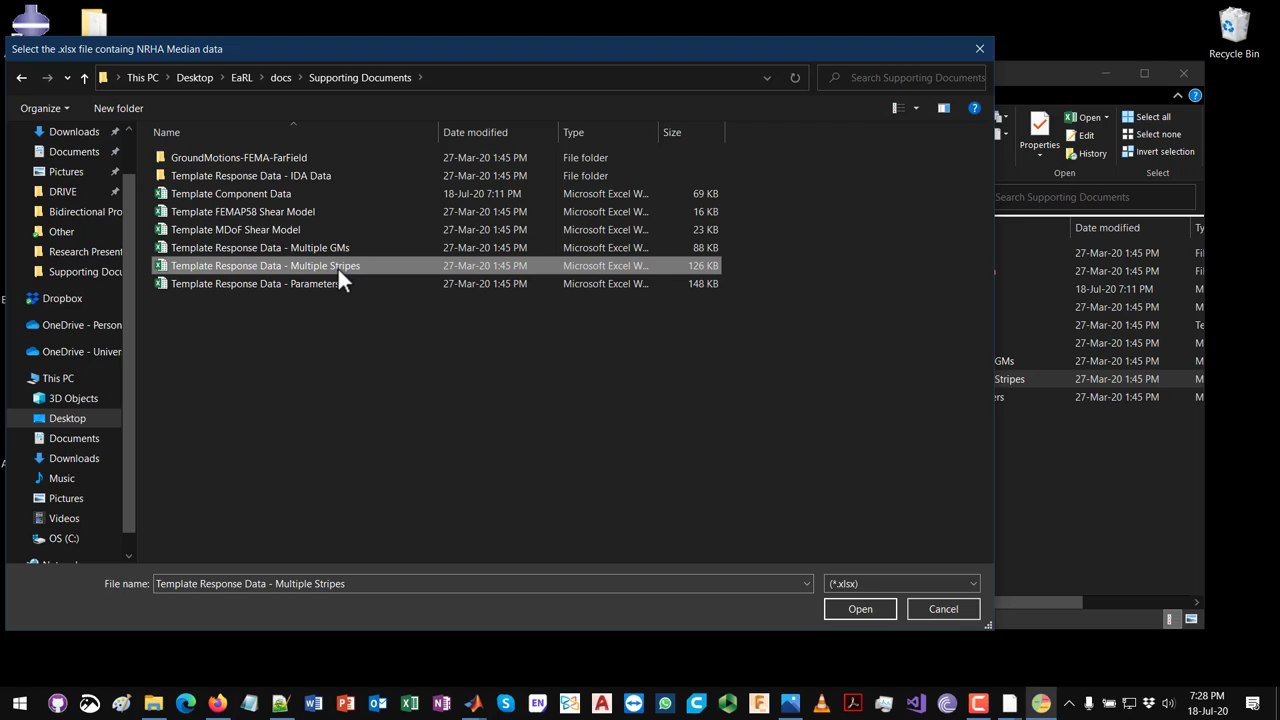 Recycle Bin
Select the .xlsx file containg NRHA Median data
This PC > Desktop > EaRL > docs > Supporting Documents >
Search Supporting Documents
Organize
New folder
Name Date modified Type Size
Downloads
Documents
Pictures
DRIVE
Bidirectional Pro
Other
Research Present
Supporting Docu
Dropbox
OneDrive - Person
OneDrive - Univer
This PC
3D Objects
Desktop
Documents
Downloads
Music
Pictures
Videos
OS (C:)
GroundMotions-FEMA-FarField 27-Mar-20 1:45 PM File folder
Template Response Data - IDA Data 27-Mar-20 1:45 PM File folder
Template Component Data 18-Jul-20 7:11 PM Microsoft Excel W... 69 KB
Template FEMAP58 Shear Model 27-Mar-20 1:45 PM Microsoft Excel W... 16 KB
Template MDoF Shear Model 27-Mar-20 1:45 PM Microsoft Excel W... 23 KB
Template Response Data - Multiple GMs 27-Mar-20 1:45 PM Microsoft Excel W... 88 KB
Template Response Data - Multiple Stripes 27-Mar-20 1:45 PM Microsoft Excel W... 126 KB
Template Response Data - Parameters 27-Mar-20 1:45 PM Microsoft Excel W... 148 KB
File name: Template Response Data - Multiple Stripes
(*.xlsx)
Open
Cancel
Properties
Open
Edit
History
Open
Select all
Select none
Invert selection
Select
Search Supporting Documents
Date modified Ty
27-Mar-20 1:45 PM
27-Mar-20 1:45 PM
18-Jul-20 7:11 PM
27-Mar-20 1:45 PM
27-Mar-20 1:45 PM
27-Mar-20 1:45 PM
GMs 27-Mar-20 1:45 PM
Stripes 27-Mar-20 1:45 PM
ers 27-Mar-20 1:45 PM
EN
7:28 PM
18-Jul-20